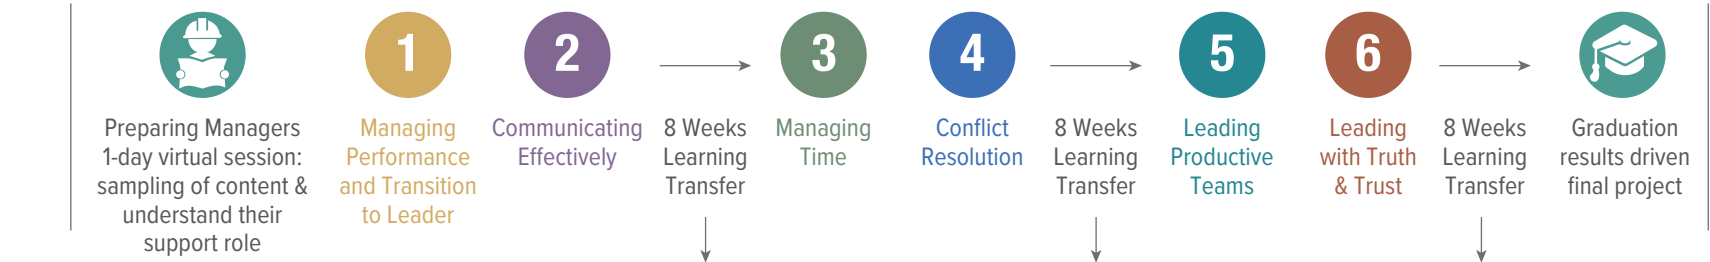 Preparing Managers
1-day virtual session:
sampling of content &
understand their
support role
1
Managing
Performance
and Transition
to Leader
2
Communicating
Effectively
8 Weeks
Learning
Transfer
3
Managing
Time
4
Conflict
Resolution
8 Weeks
Learning
Transfer
5
Leading
Productive
Teams
6
Leading
with Truth
& Trust
8 Weeks
Learning
Transfer
Graduation
results driven
final project